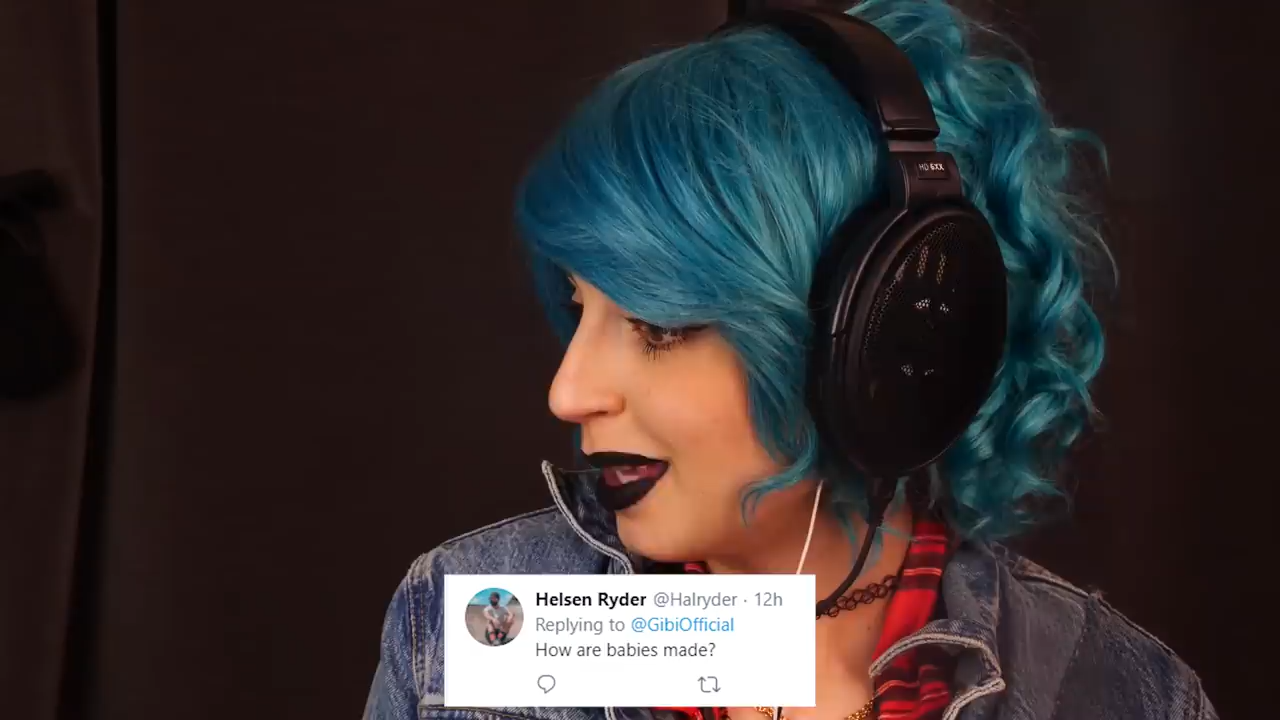 HD 6XX
Helsen Ryder @Halryder · 12h
Replying to @GibiOfficial
How are babies made?